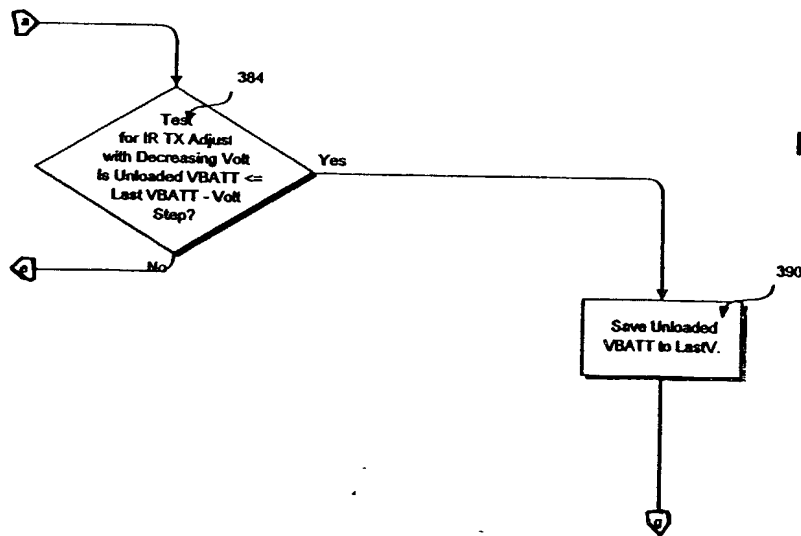 a
384
Test
for IR TX Adjust
with Decreasing Volt
Is Unloaded VBATT <=
Last VBATT - Volt
Step?
Yes
No
e
390
Save Unloaded
VBATT to LastV.
g